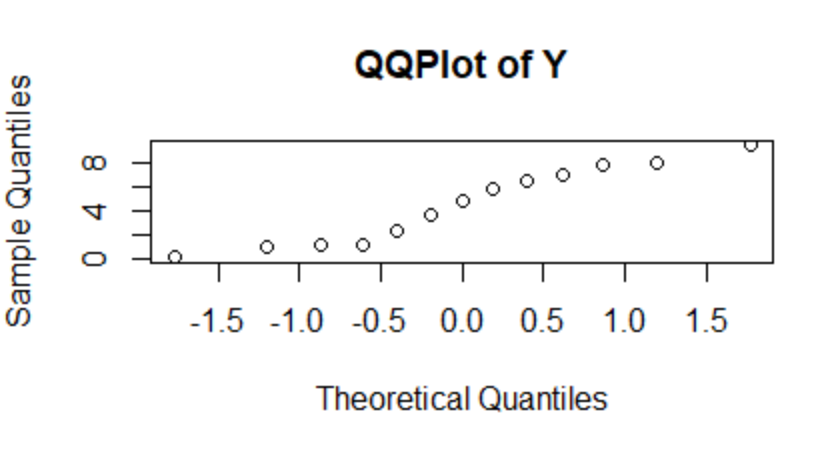 QQPlot of Y
Sample Quantiles
8
4
0
-1.5 -1.0 -0.5 0.0 0.5 1.0 1.5
Theoretical Quantiles